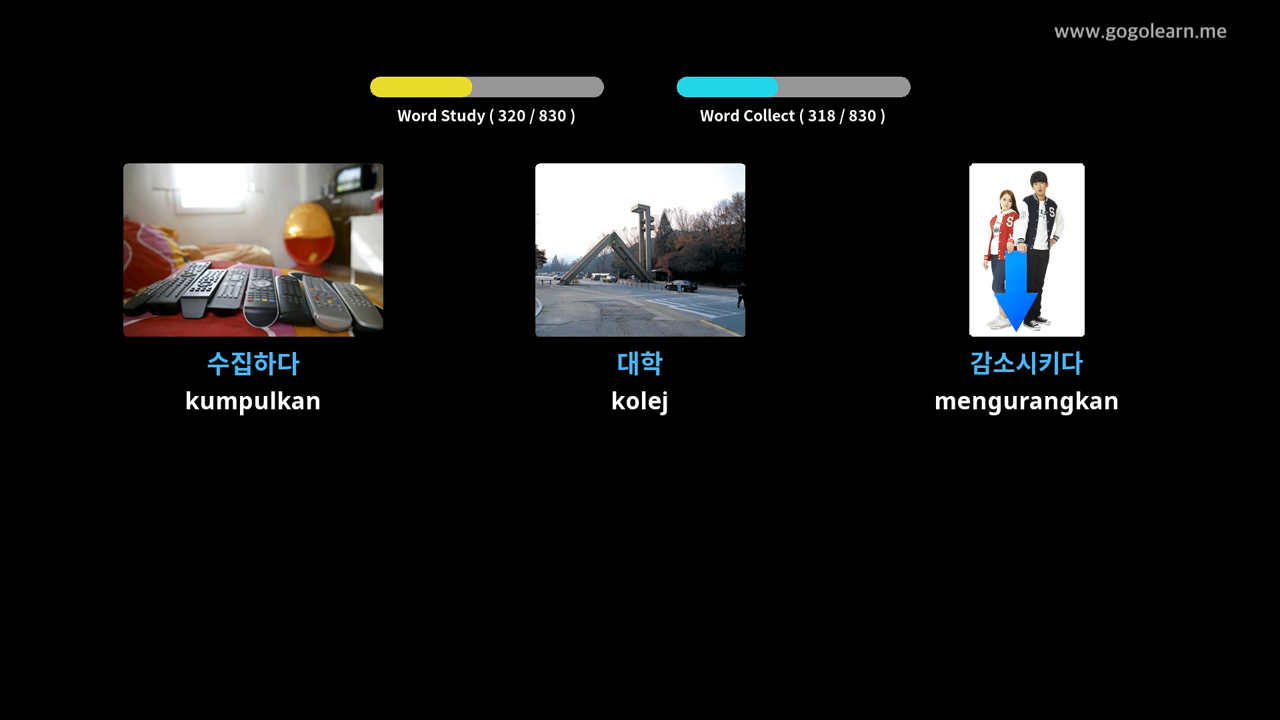 www.gogolearn.me
Word Study ( 320 / 830 )
Word Collect ( 318 / 830 )
수집하다
kumpulkan
대학
kolej
감소시키다
mengurangkan